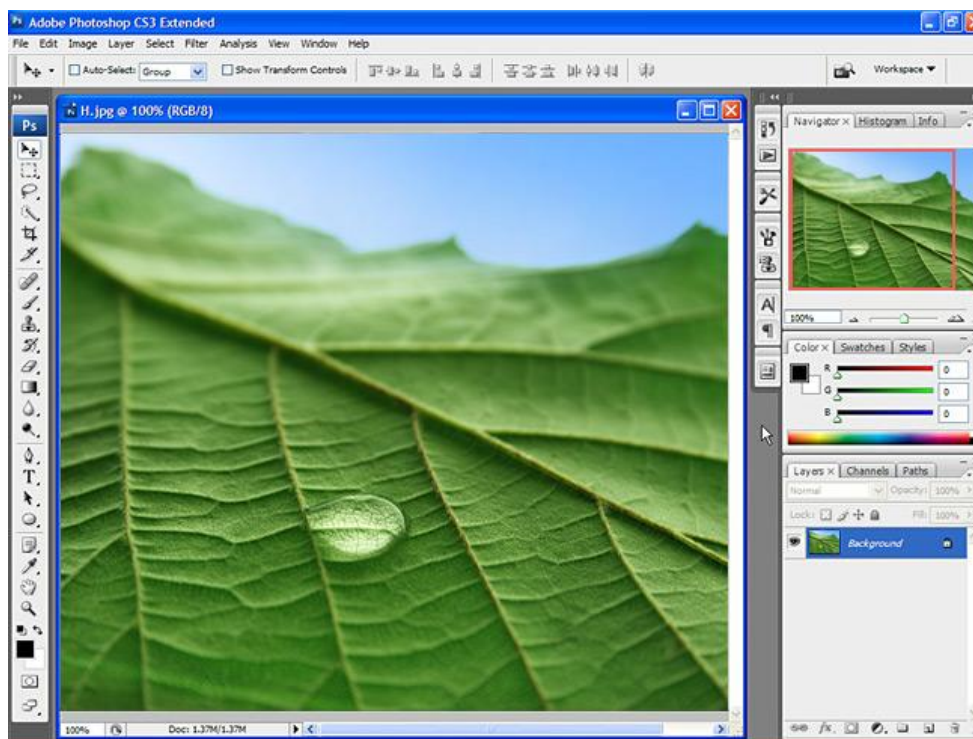 Adobe Photoshop CS3 Extended
File Edit Image Layer Select Filter Analysis View Window Help
Auto-Select: Group Show Transform Controls Workspace
H.jpg @ 100% (RGB/8)
Ps
Navigator × Histogram Info
100%
Color × Swatches Styles
R 0
G 0
B 0
Layers × Channels Paths
Normal Opacity: 100%
Lock: Fill: 100%
Background
100% Doc: 1.37M/1.37M